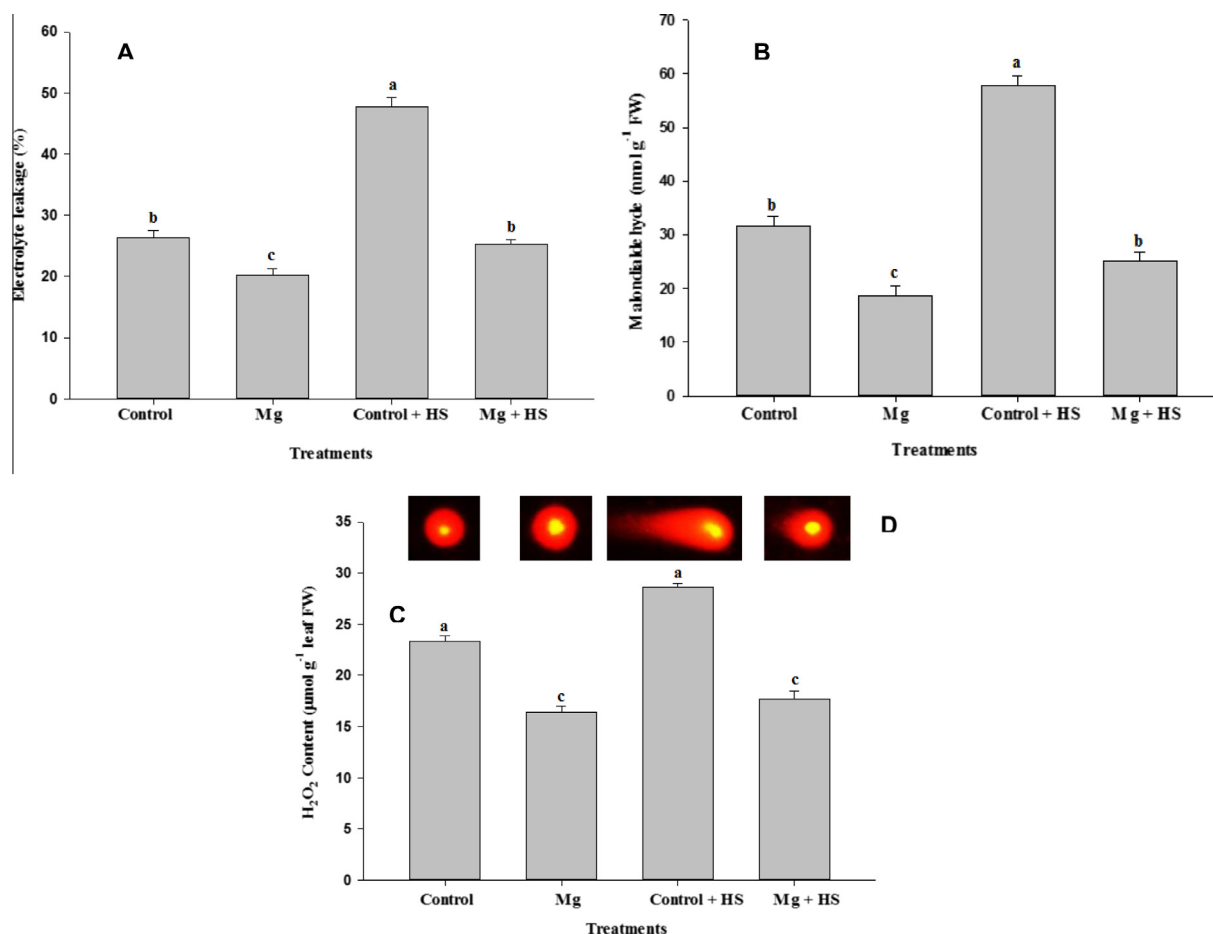 A
Electrolyte leakage (%)
60
50
40
30
20
10
0
b
c
a
b
Control
Mg
Control + HS
Mg + HS
Treatments
B
Malondialdehyde (nmol g-1 FW)
70
60
50
40
30
20
10
0
b
c
a
b
Control
Mg
Control + HS
Mg + HS
Treatments
D
C
H2O2 Content (µmol g-1 leaf FW)
35
30
25
20
15
10
5
0
a
c
a
c
Control
Mg
Control + HS
Mg + HS
Treatments